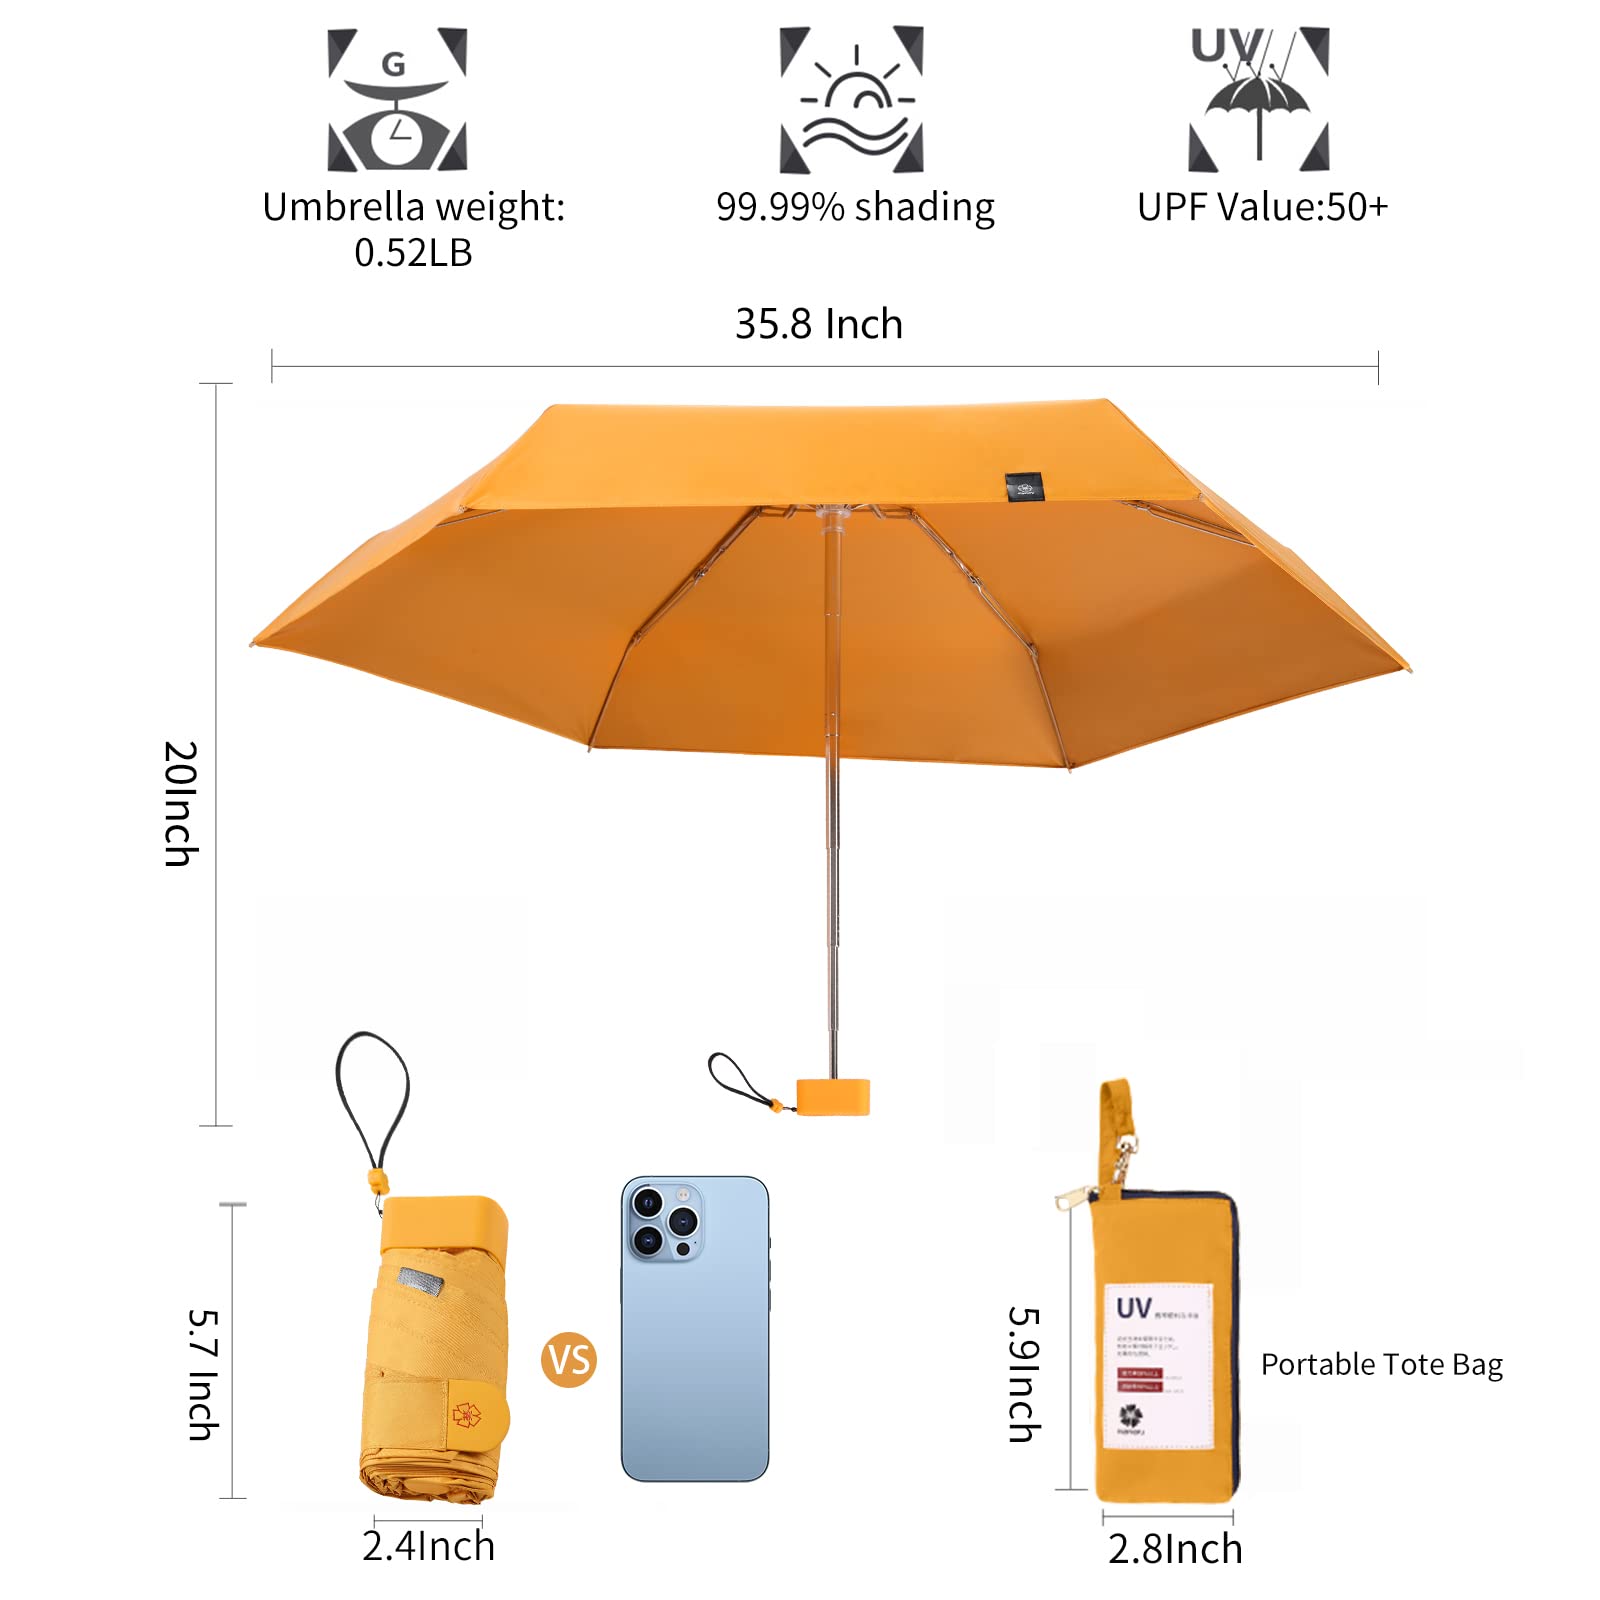 G
UV
Umbrella weight:
0.52LB
99.99% shading
UPF Value:50+
35.8 Inch
20Inch
5.7 Inch
VS
2.4Inch
5.9Inch
UV
Portable Tote Bag
2.8Inch